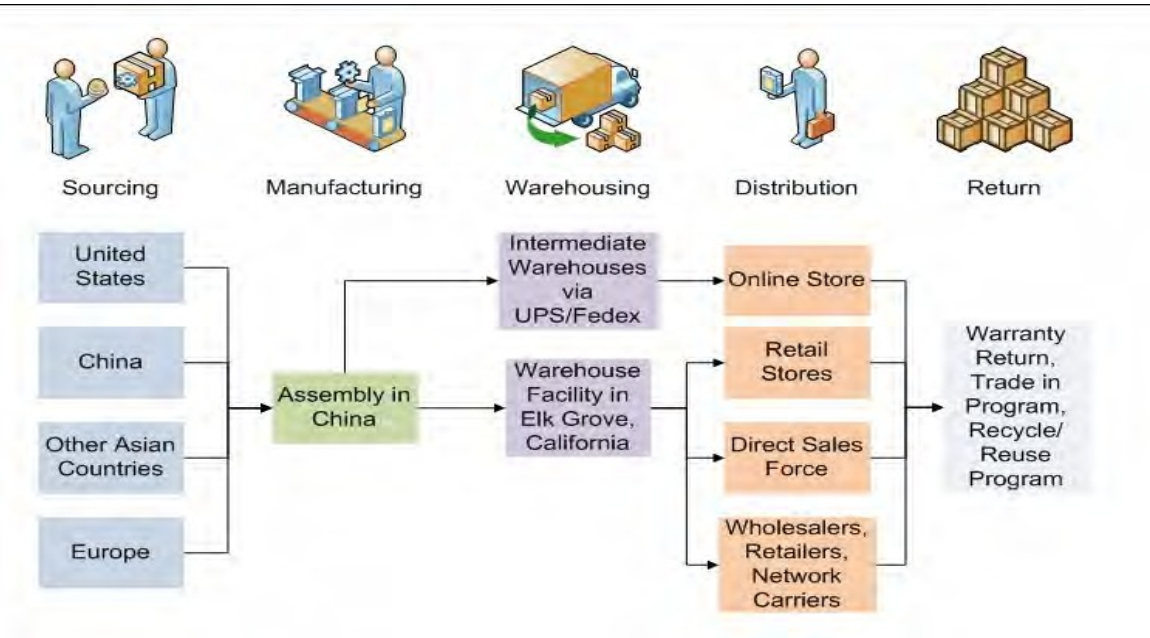 Sourcing
Manufacturing
Warehousing
Distribution
Return
United
States
China
Other Asian
Countries
Europe
Assembly in
China
Intermediate
Warehouses
via
UPS/Fedex
Warehouse
Facility in
Elk Grove,
California
Online Store
Retail
Stores
Direct Sales
Force
Wholesalers,
Retailers,
Network
Carriers
Warranty
Return,
Trade in
Program,
Recycle/
Reuse
Program